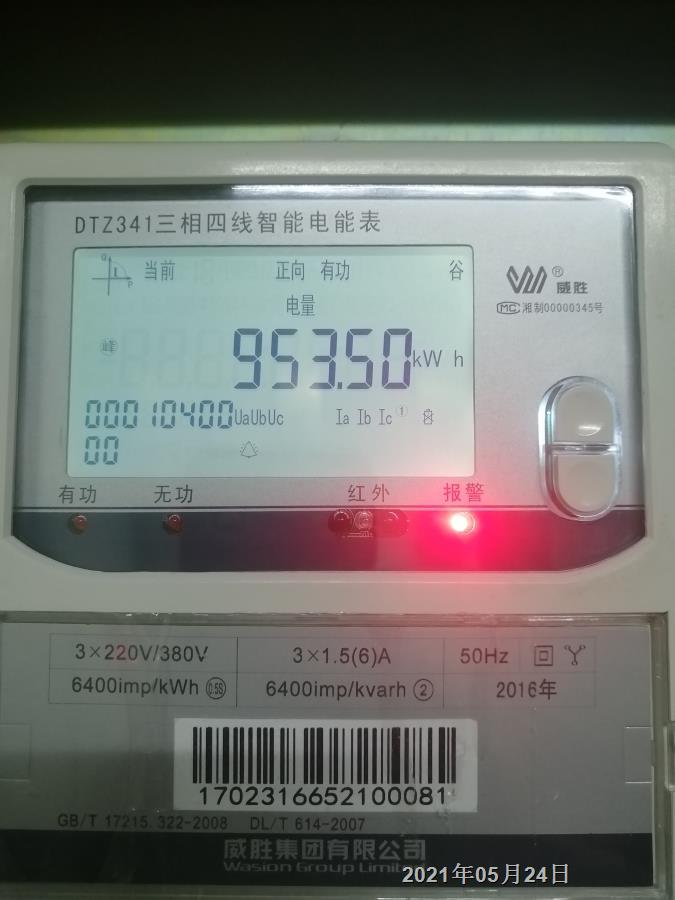 DTZ341三相四线智能电能表
Q
I
P
当前 正向 有功 谷
电量
威胜®
MC 湘制00000345号
峰
953.50 kWh
00010400 UaUbUc Ia Ib Ic ①
00
有功 无功 红外 报警
3×220V/380V 3×1.5(6)A 50Hz
6400imp/kWh 0.5S 6400imp/kvarh ② 2016年
1702316652100081
GB/T 17215.322-2008 DL/T 614-2007
威胜集团有限公司
Wasion Group Limited
2021年05月24日